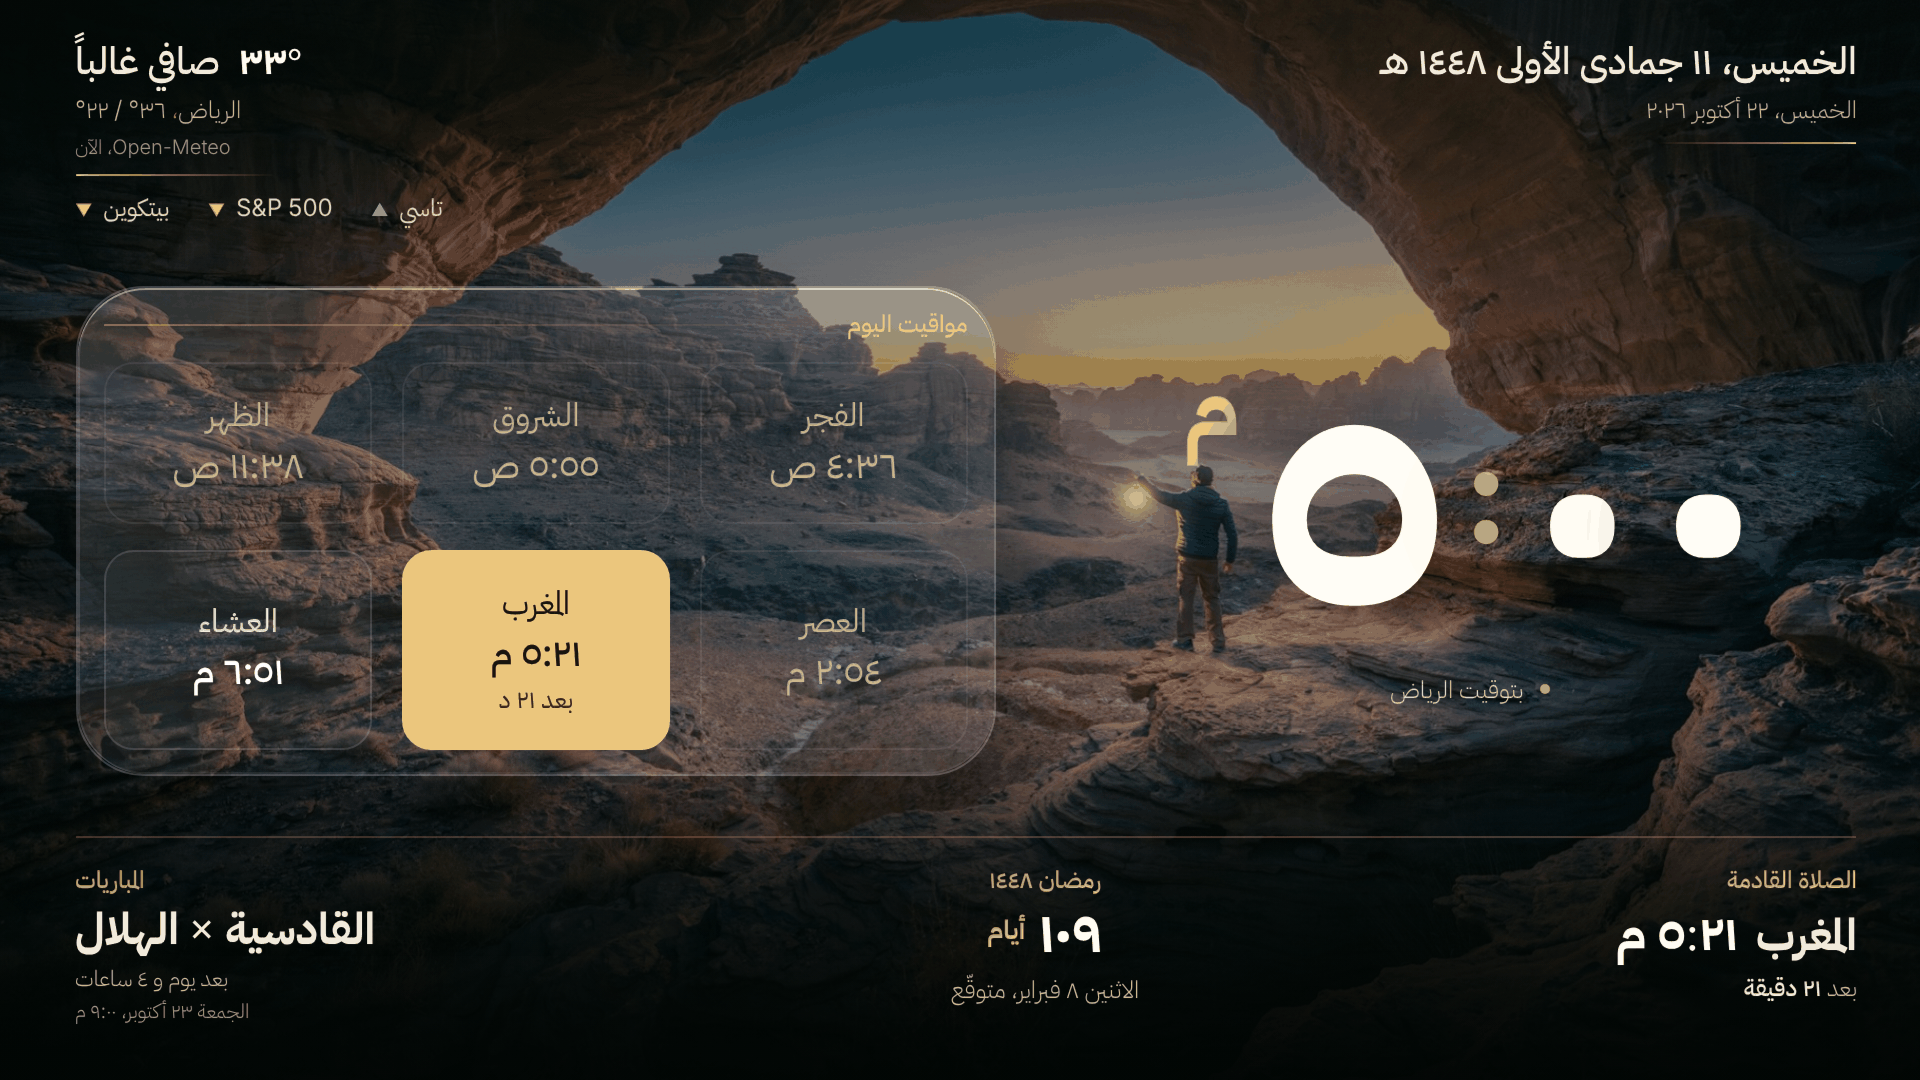 الخميس، ١١ جمادى الأولى ١٤٤٨ هـ
الخميس، ٢٢ أكتوبر ٢٠٢٦
٣٣° صافي غالباً
الرياض، ٣٦° / ٢٢°
Open-Meteo، الآن
تاسي ▲ S&P 500 ▼ بيتكوين ▼
٥:٠٠ م
بتوقيت الرياض
مواقيت اليوم
الفجر
٤:٣٦ ص
الشروق
٥:٥٥ ص
الظهر
١١:٣٨ ص
العصر
٢:٥٤ م
المغرب
٥:٢١ م
بعد ٢١ د
العشاء
٦:٥١ م
الصلاة القادمة
المغرب ٥:٢١ م
بعد ٢١ دقيقة
رمضان ١٤٤٨
١٠٩ أيام
الاثنين ٨ فبراير، متوقّع
المباريات
القادسية × الهلال
بعد يوم و ٤ ساعات
الجمعة ٢٣ أكتوبر، ٩:٠٠ م